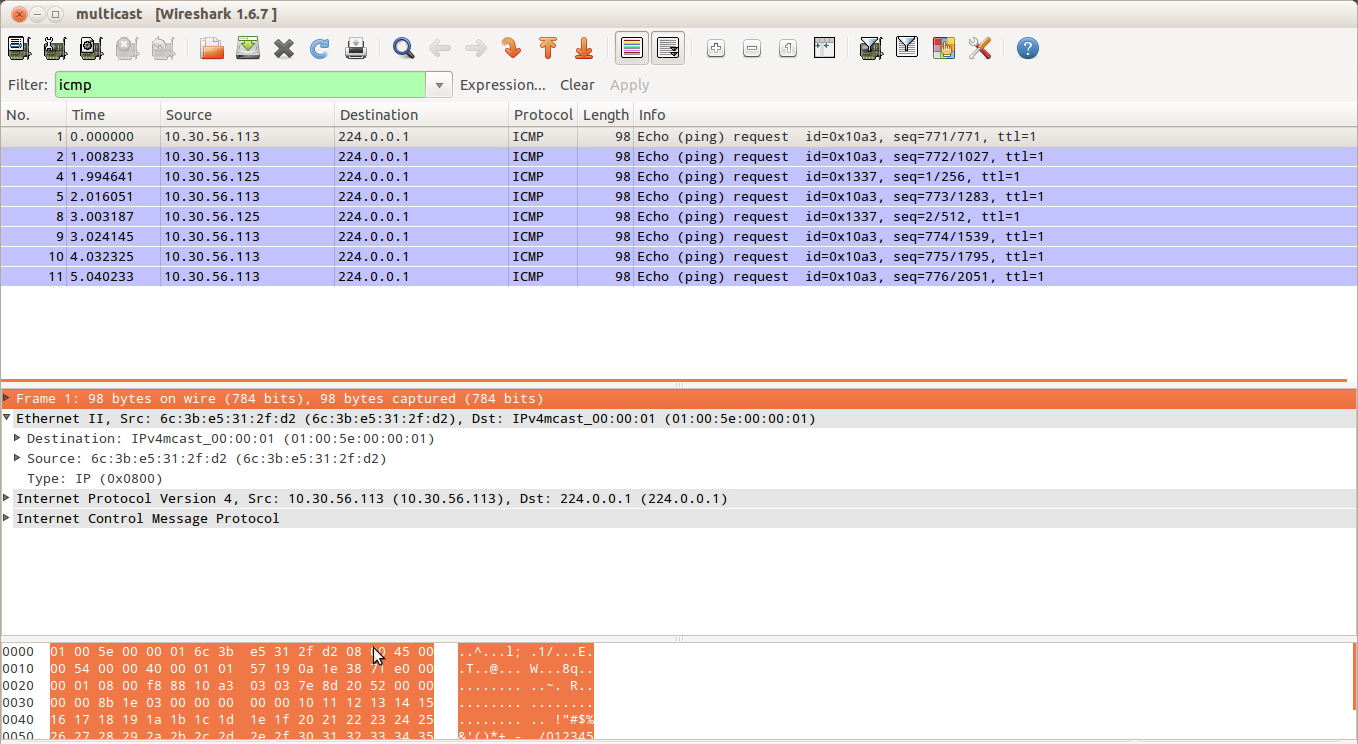 multicast   [Wireshark 1.6.7 ]
Filter: icmp Expression... Clear Apply
No. Time Source Destination Protocol Length Info
1 0.000000 10.30.56.113 224.0.0.1 ICMP 98 Echo (ping) request  id=0x10a3, seq=771/771, ttl=1
2 1.008233 10.30.56.113 224.0.0.1 ICMP 98 Echo (ping) request  id=0x10a3, seq=772/1027, ttl=1
4 1.994641 10.30.56.125 224.0.0.1 ICMP 98 Echo (ping) request  id=0x1337, seq=1/256, ttl=1
5 2.016051 10.30.56.113 224.0.0.1 ICMP 98 Echo (ping) request  id=0x10a3, seq=773/1283, ttl=1
8 3.003187 10.30.56.125 224.0.0.1 ICMP 98 Echo (ping) request  id=0x1337, seq=2/512, ttl=1
9 3.024145 10.30.56.113 224.0.0.1 ICMP 98 Echo (ping) request  id=0x10a3, seq=774/1539, ttl=1
10 4.032325 10.30.56.113 224.0.0.1 ICMP 98 Echo (ping) request  id=0x10a3, seq=775/1795, ttl=1
11 5.040233 10.30.56.113 224.0.0.1 ICMP 98 Echo (ping) request  id=0x10a3, seq=776/2051, ttl=1
Frame 1: 98 bytes on wire (784 bits), 98 bytes captured (784 bits)
Ethernet II, Src: 6c:3b:e5:31:2f:d2 (6c:3b:e5:31:2f:d2), Dst: IPv4mcast_00:00:01 (01:00:5e:00:00:01)
Destination: IPv4mcast_00:00:01 (01:00:5e:00:00:01)
Source: 6c:3b:e5:31:2f:d2 (6c:3b:e5:31:2f:d2)
Type: IP (0x0800)
Internet Protocol Version 4, Src: 10.30.56.113 (10.30.56.113), Dst: 224.0.0.1 (224.0.0.1)
Internet Control Message Protocol
0000 01 00 5e 00 00 01 6c 3b e5 31 2f d2 08 45 00 ..^...l; .1/...E.
0010 00 54 00 00 40 00 01 01 57 19 0a 1e 38 71 e0 00 .T..@... W...8q..
0020 00 01 08 00 f8 88 10 a3 03 03 7e 8d 20 52 00 00 ........ ..~. R..
0030 00 00 8b 1e 03 00 00 00 00 00 10 11 12 13 14 15 ........ ........
0040 16 17 18 19 1a 1b 1c 1d 1e 1f 20 21 22 23 24 25 ........ .. !"#$%
0050 26 27 28 29 2a 2b 2c 2d 2e 2f 30 31 32 33 34 35 &'()*+,- ./012345